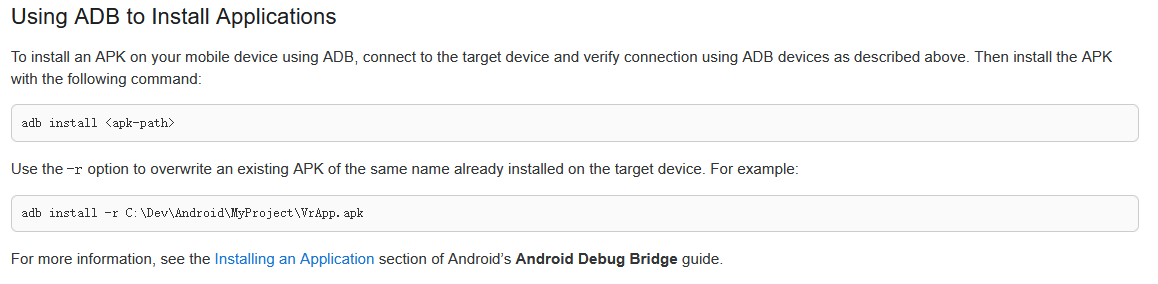 Using ADB to Install Applications
To install an APK on your mobile device using ADB, connect to the target device and verify connection using ADB devices as described above. Then install the APK
with the following command:
adb install <apk-path>
Use the -r option to overwrite an existing APK of the same name already installed on the target device. For example:
adb install -r C:\Dev\Android\MyProject\VrApp.apk
For more information, see the Installing an Application section of Android’s Android Debug Bridge guide.